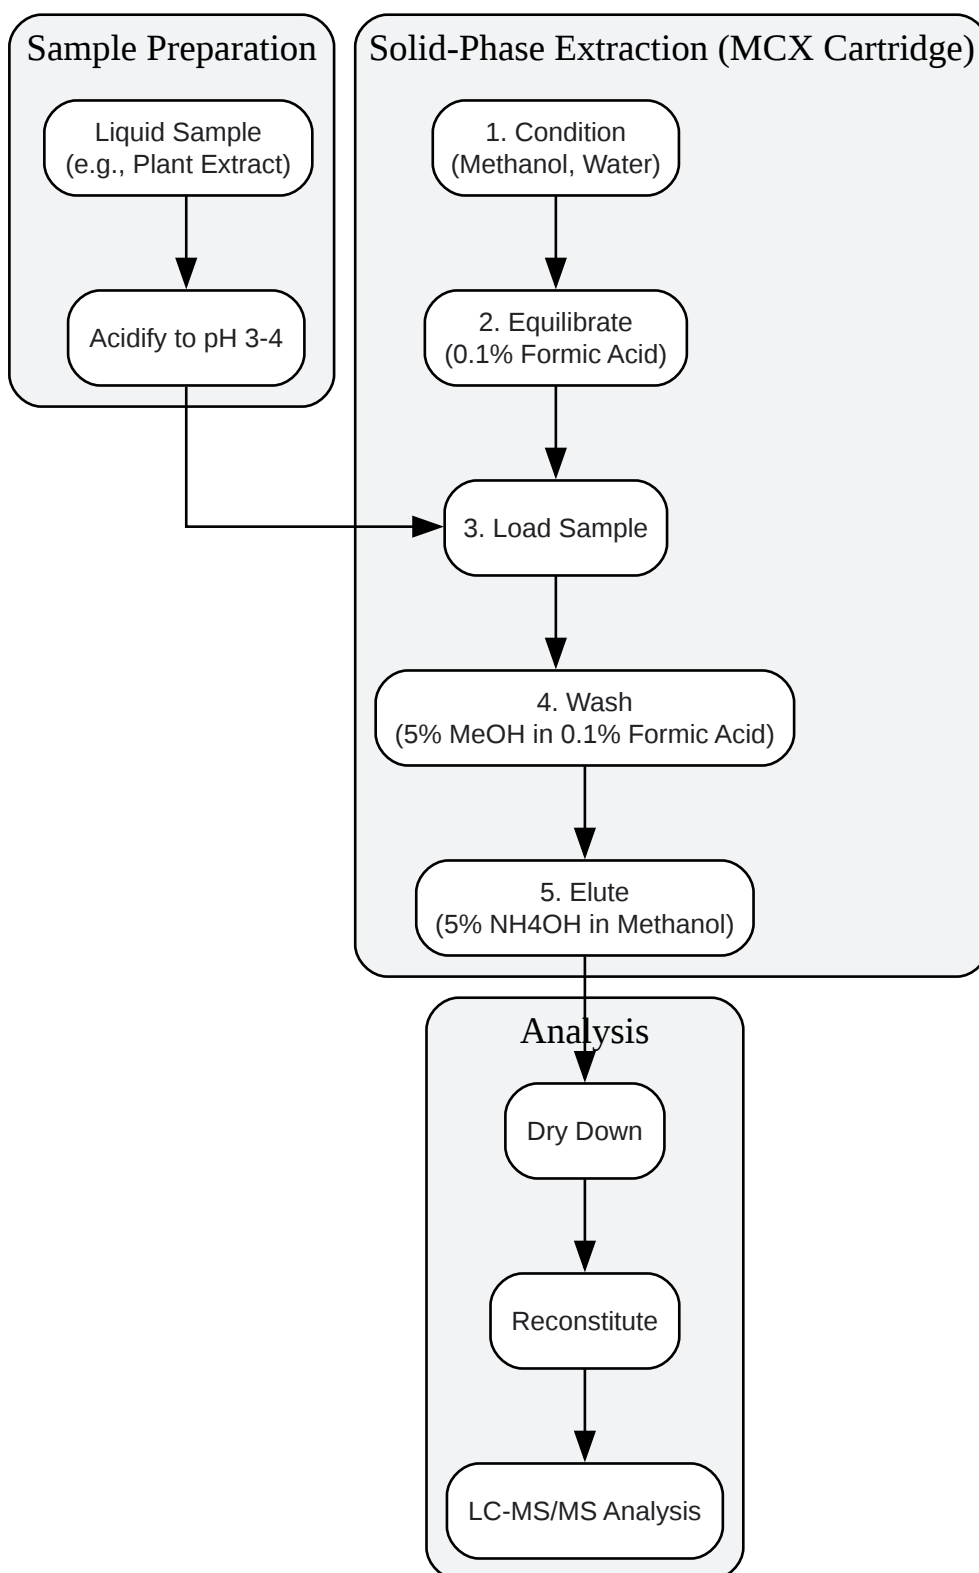 Sample Preparation
Liquid Sample
(e.g., Plant Extract)
Acidify to pH 3-4
Solid-Phase Extraction (MCX Cartridge)
1. Condition
(Methanol, Water)
2. Equilibrate
(0.1% Formic Acid)
3. Load Sample
4. Wash
(5% MeOH in 0.1% Formic Acid)
5. Elute
(5% NH4OH in Methanol)
Analysis
Dry Down
Reconstitute
LC-MS/MS Analysis